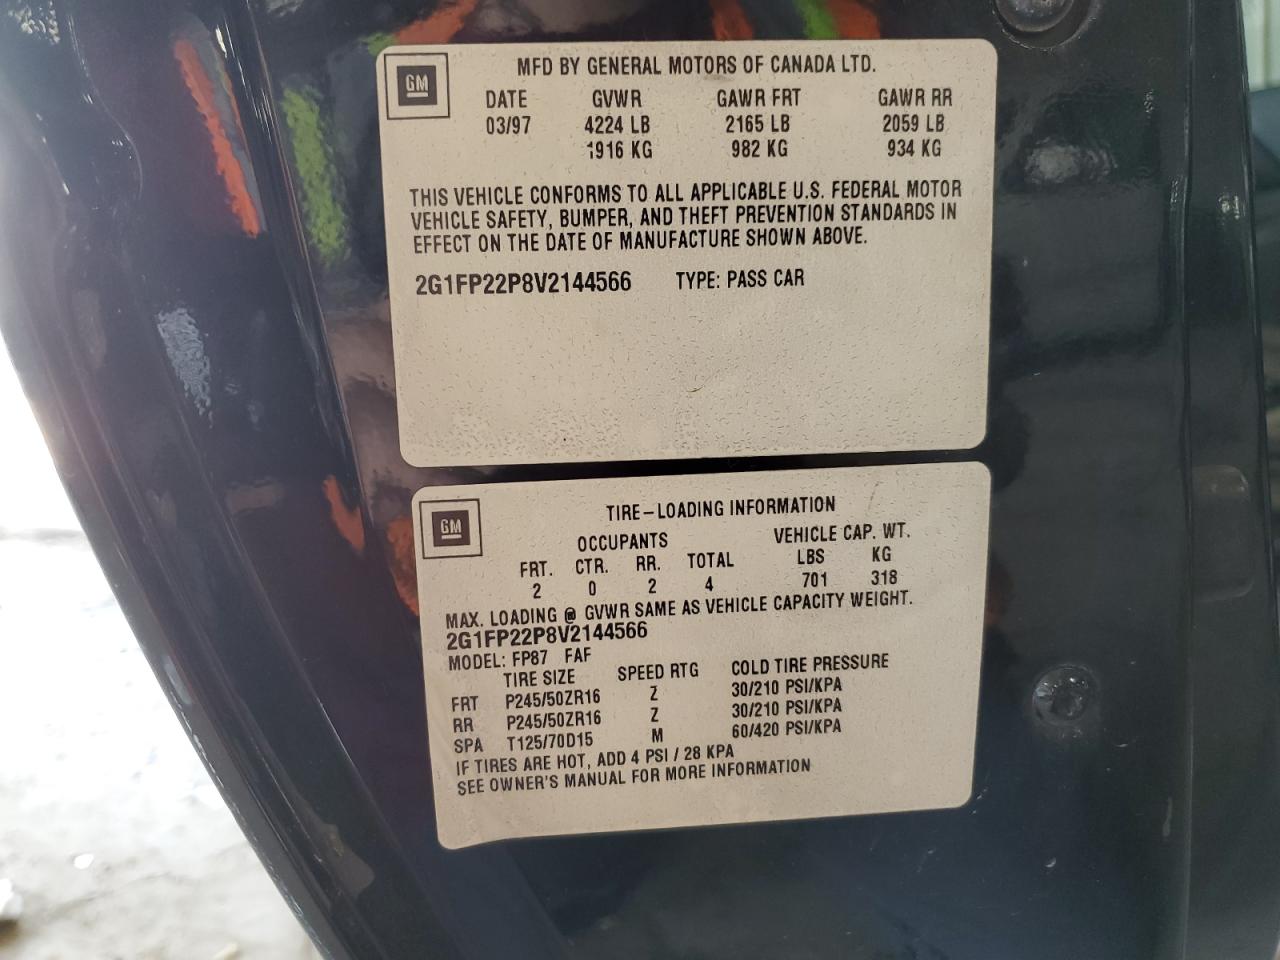 GM
MFD BY GENERAL MOTORS OF CANADA LTD.
DATE GVWR GAWR FRT GAWR RR
03/97 4224 LB 2165 LB 2059 LB
1916 KG 982 KG 934 KG
THIS VEHICLE CONFORMS TO ALL APPLICABLE U.S. FEDERAL MOTOR
VEHICLE SAFETY, BUMPER, AND THEFT PREVENTION STANDARDS IN
EFFECT ON THE DATE OF MANUFACTURE SHOWN ABOVE.
2G1FP22P8V2144566 TYPE: PASS CAR
GM
TIRE-LOADING INFORMATION
OCCUPANTS VEHICLE CAP. WT.
FRT. CTR. RR. TOTAL LBS KG
2 0 2 4 701 318
MAX. LOADING @ GVWR SAME AS VEHICLE CAPACITY WEIGHT.
2G1FP22P8V2144566
MODEL: FP87 FAF
TIRE SIZE SPEED RTG COLD TIRE PRESSURE
FRT P245/50ZR16 Z 30/210 PSI/KPA
RR P245/50ZR16 Z 30/210 PSI/KPA
SPA T125/70D15 M 60/420 PSI/KPA
IF TIRES ARE HOT, ADD 4 PSI / 28 KPA
SEE OWNER'S MANUAL FOR MORE INFORMATION